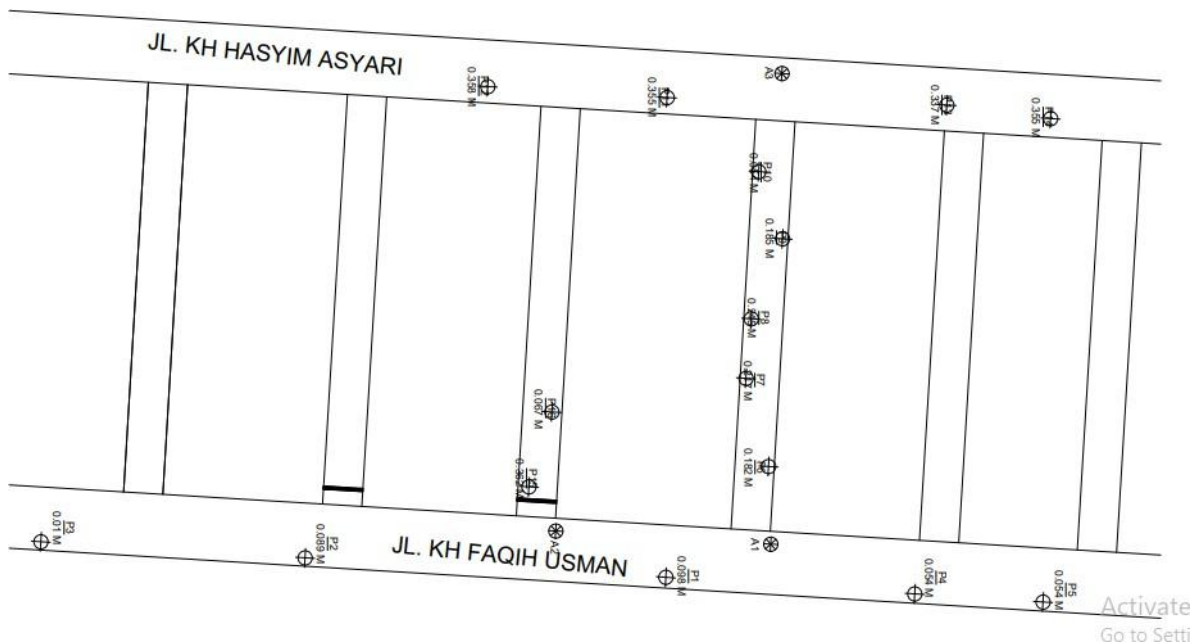 JL. KH HASYIM ASYARI
0.358 M
0.355 M
A3
0.337 M
0.355 M
P10
0.185 M
P8
P7
0.067 M
0.182 M
A2
A1
JL. KH FAQIH USMAN
P3
0.01 M
P2
0.089 M
P1
0.098 M
P4
0.054 M
P5
0.054 M
Activate
Go to Setti